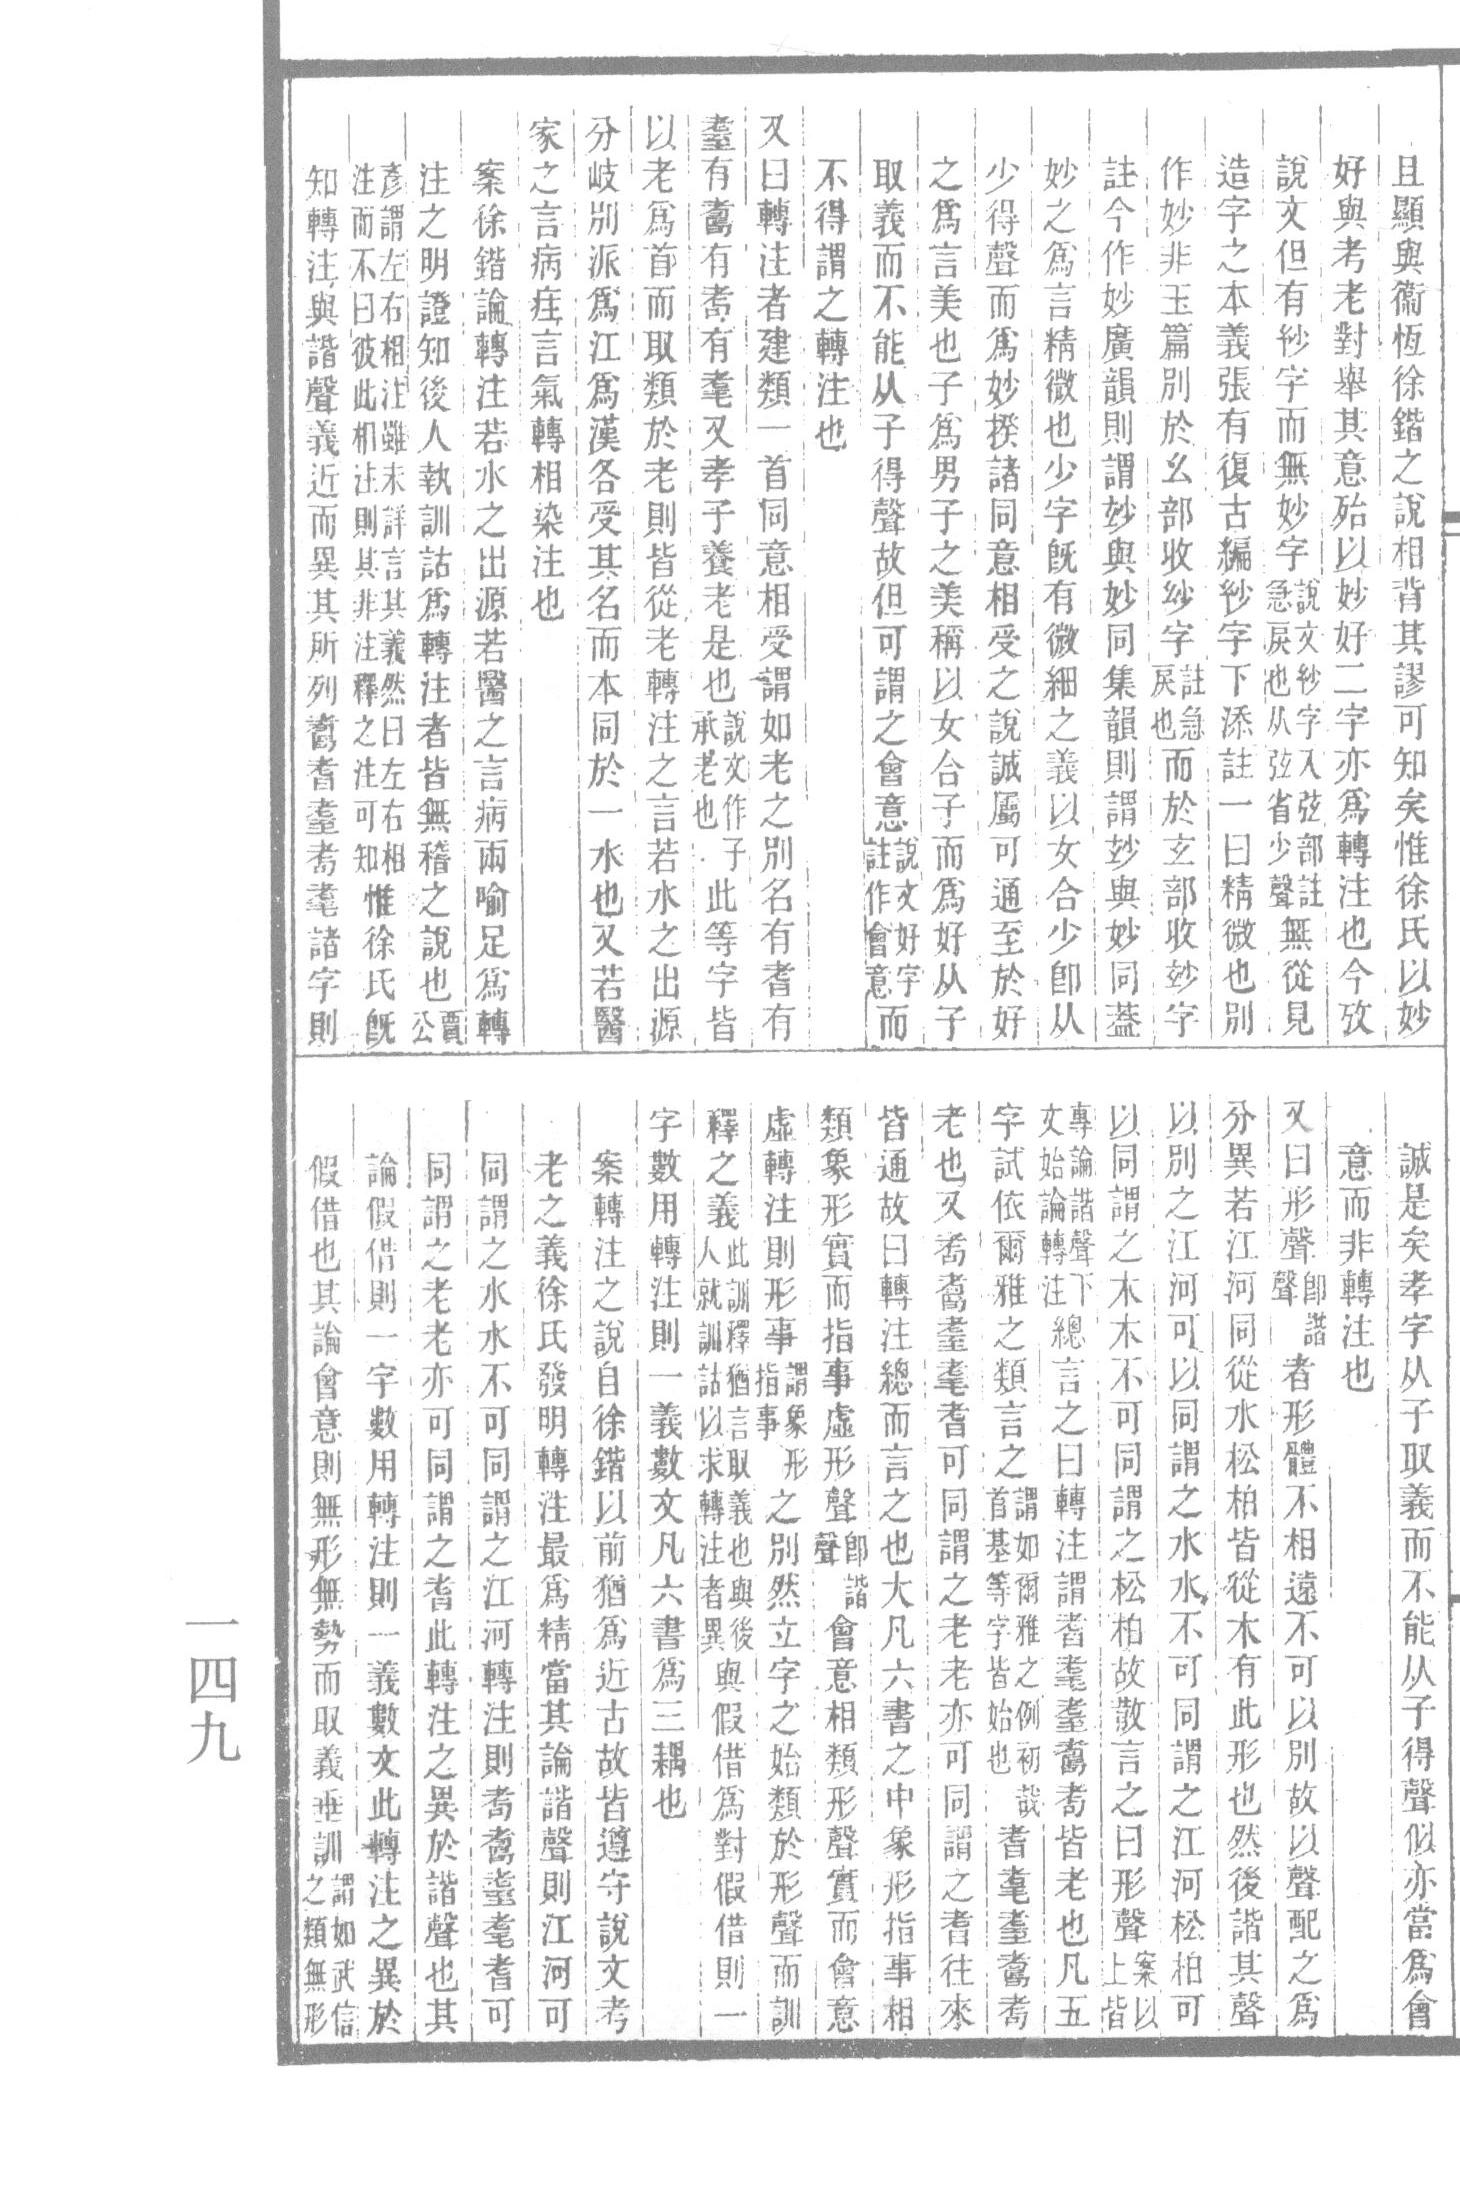 且顯與衞恆徐鍇之說相背其謬可知矣惟徐氏以妙
好與考老對舉其意殆以妙好二字亦爲轉注也今攷
說文但有紗字而無妙字說文紗字入弦部註急戾也从弦省少聲無從見
造字之本義張有復古編紗字下添註一曰精微也別
作妙非玉篇別於幺部收紗字註急戾也而於玄部收玅字
註今作妙廣韻則謂玅與妙同集韻則謂玅與妙同葢
妙之爲言精微也少字旣有微細之義以女合少卽从
少得聲而爲妙揆諸同意相受之說誠屬可通至於好
之爲言美也子爲男子之美稱以女合子而爲好从子
取義而不能从子得聲故但可謂之會意說文好字註作會意而
不得謂之轉注也
又曰轉注者建類一首同意相受謂如老之別名有耆有
耋有耇有耈有耄又孝子養老是也說文作子承老也此等字皆
以老爲首而取類於老則皆從老轉注之言若水之出源
分岐別派爲江爲漢各受其名而本同於一水也又若醫
家之言病疰言氣轉相染注也
案徐鍇論轉注若水之出源若醫之言病兩喻足爲轉
注之明證知後人執訓詁爲轉注者皆無稽之說也賈公
彥謂左右相注雖未詳言其義然曰左右相注而不曰彼此相注則其非注釋之注可知惟徐氏旣
知轉注與諧聲義近而異其所列耇耆耋耈耄諸字則
誠是矣孝字从子取義而不能从子得聲似亦當爲會
意而非轉注也
又曰形聲卽諧聲者形體不相遠不可以別故以聲配之爲
分異若江河同從水松柏皆從木有此形也然後諧其聲
以別之江河可以同謂之水水不可同謂之江河松柏可
以同謂之木木不可同謂之松柏故散言之曰形聲案以上皆
專論諧聲下文始論轉注總言之曰轉注謂耆耄耋耇耈皆老也凡五
字試依爾雅之類言之謂如爾雅之例初哉首基等字皆始也耆耄耋耇耈
老也又耈耇耋耄耆可同謂之老老亦可同謂之耆往來
皆通故曰轉注總而言之也大凡六書之中象形指事相
類象形實而指事虛形聲卽諧聲會意相類形聲實而會意
虛轉注則形事謂象形指事之別然立字之始類於形聲而訓
釋之義此訓釋猶言取義也與後人就訓詁以求轉注者異與假借爲對假借則一
字數用轉注則一義數文凡六書爲三耦也
案轉注之說自徐鍇以前猶爲近古故皆遵守說文考
老之義徐氏發明轉注最爲精當其論諧聲則江河可
同謂之水水不可同謂之江河轉注則耈耇耋耄耆可
同謂之老老亦可同謂之耆此轉注之異於諧聲也其
論假借則一字數用轉注則一義數文此轉注之異於
假借也其論會意則無形無勢而取義垂訓謂如武信之類無形
一四九